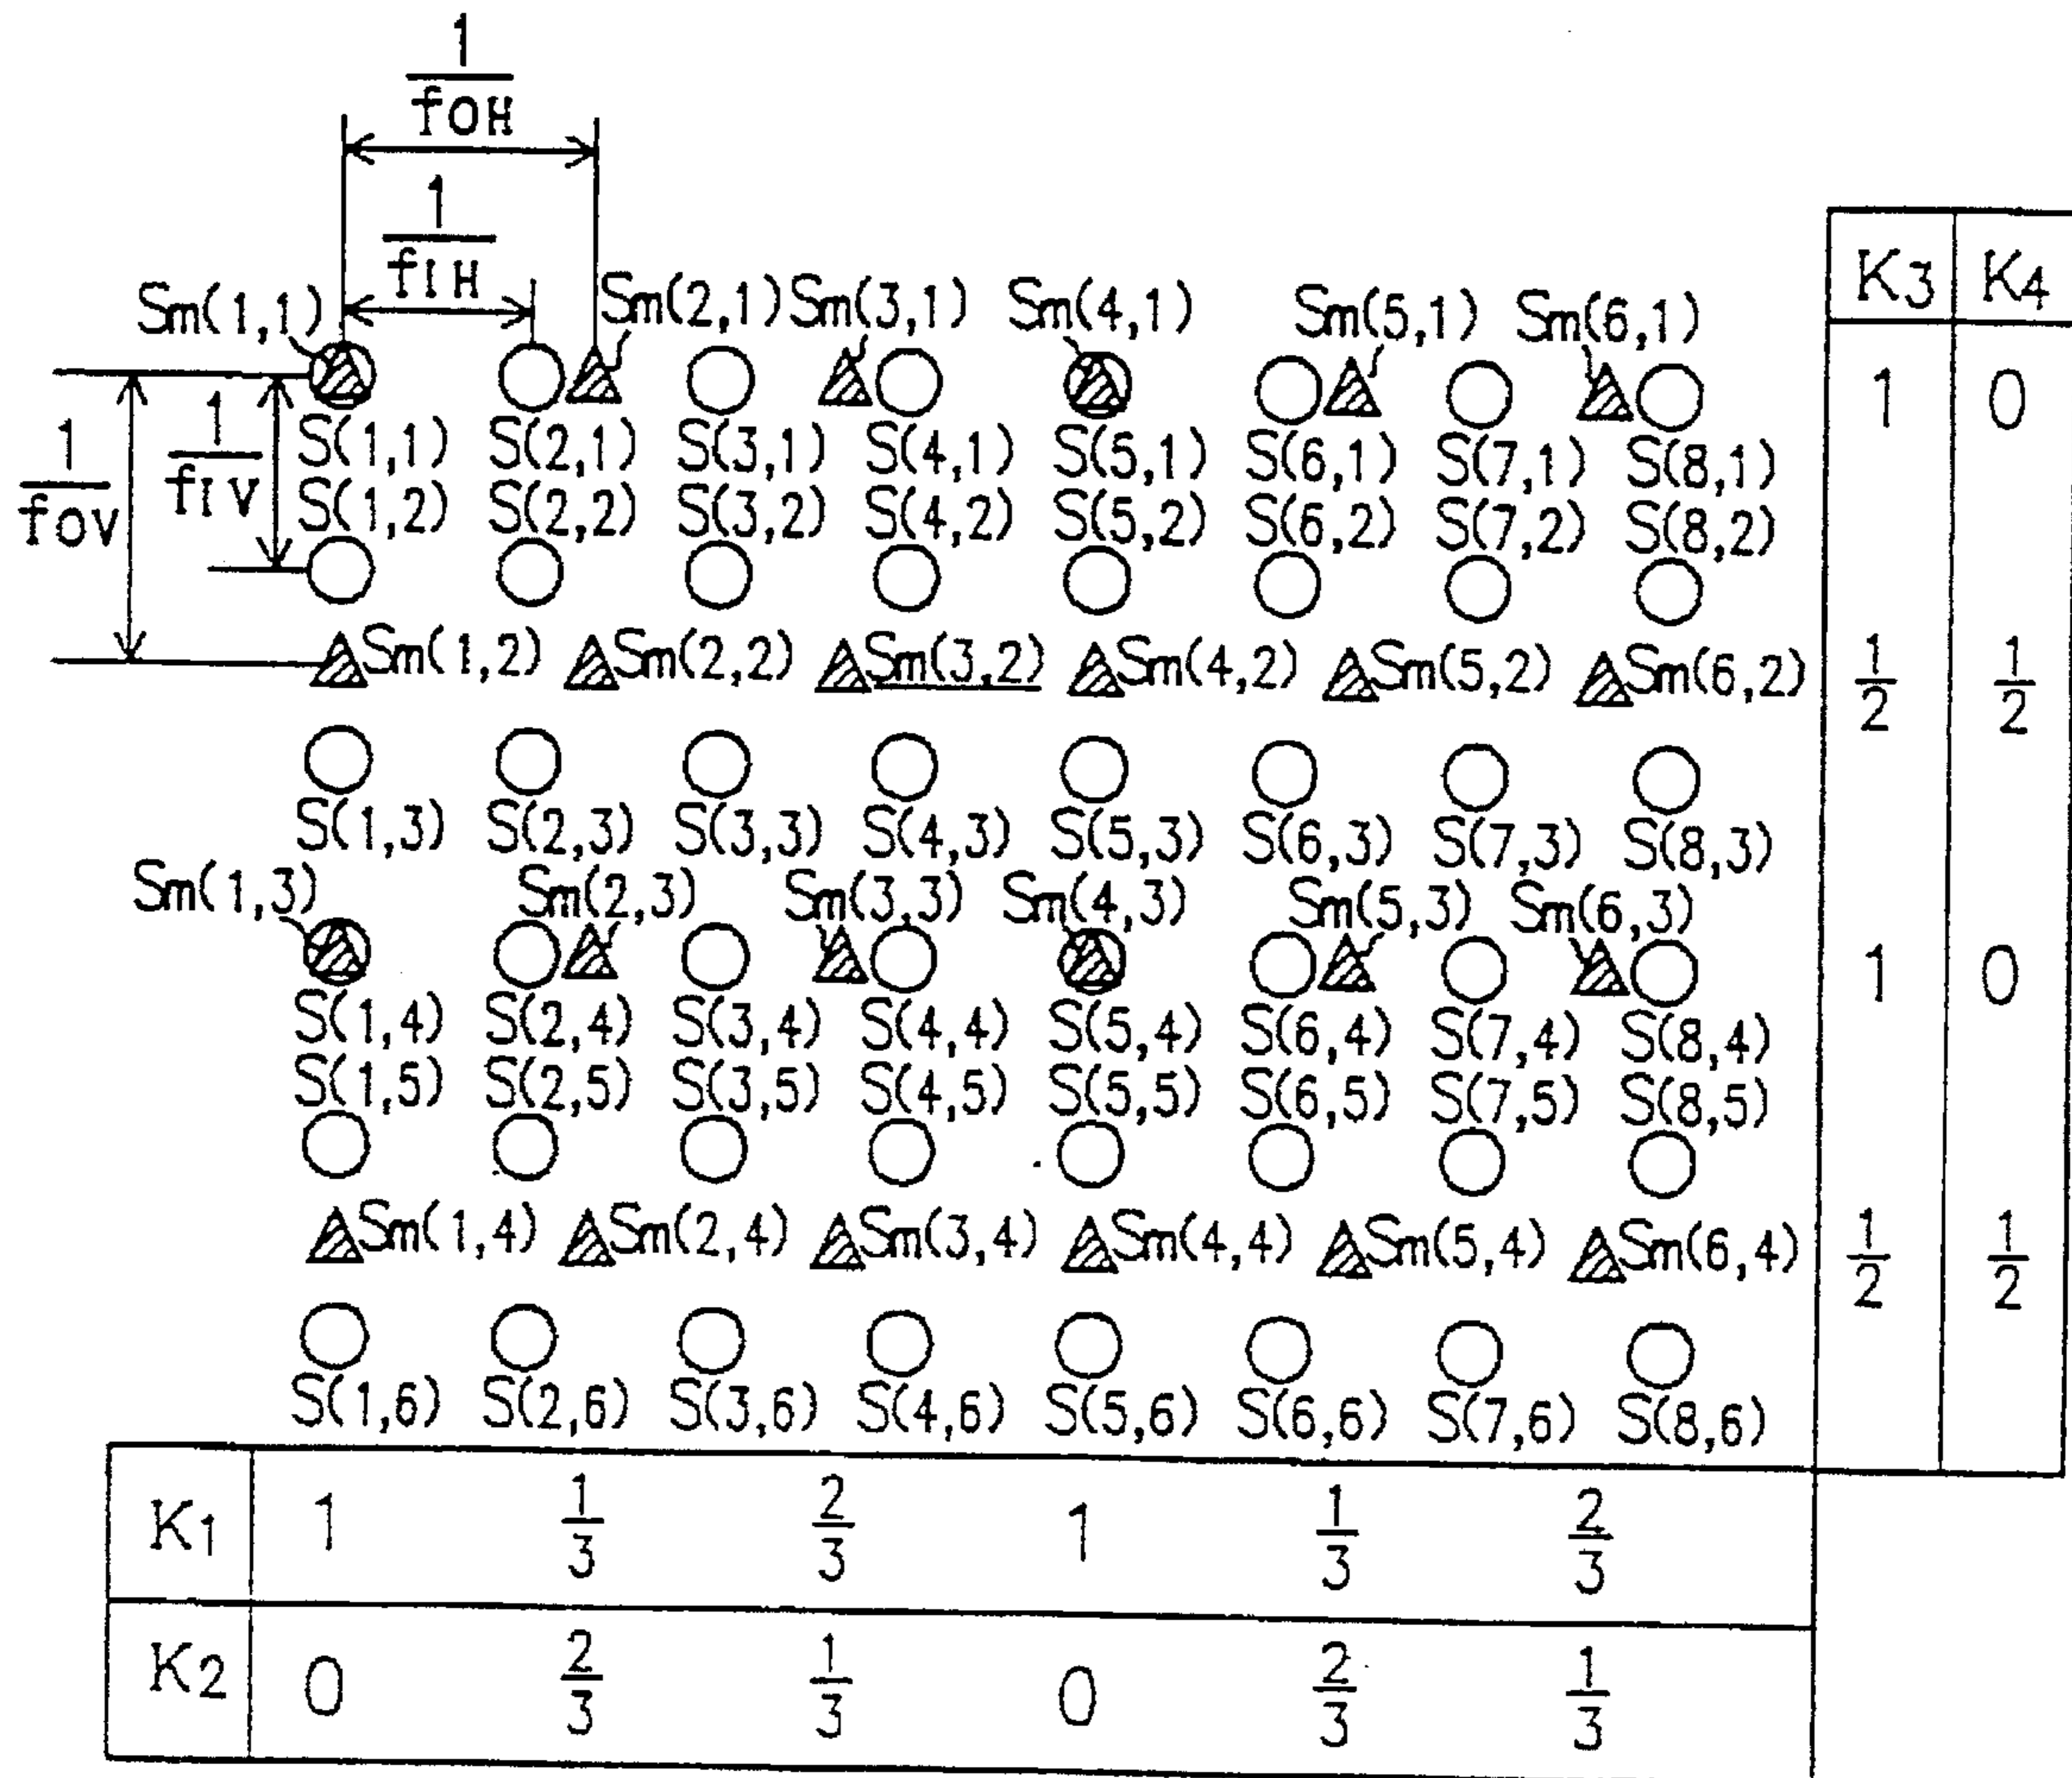 1
fOH
1
fIH
K3 K4
Sm(1,1) Sm(2,1) Sm(3,1) Sm(4,1) Sm(5,1) Sm(6,1)
1 0
1
fOV
1
fIV
S(1,1) S(2,1) S(3,1) S(4,1) S(5,1) S(6,1) S(7,1) S(8,1)
S(1,2) S(2,2) S(3,2) S(4,2) S(5,2) S(6,2) S(7,2) S(8,2)
Sm(1,2) Sm(2,2) Sm(3,2) Sm(4,2) Sm(5,2) Sm(6,2)
1/2 1/2
S(1,3) S(2,3) S(3,3) S(4,3) S(5,3) S(6,3) S(7,3) S(8,3)
Sm(1,3) Sm(2,3) Sm(3,3) Sm(4,3) Sm(5,3) Sm(6,3)
1 0
S(1,4) S(2,4) S(3,4) S(4,4) S(5,4) S(6,4) S(7,4) S(8,4)
S(1,5) S(2,5) S(3,5) S(4,5) S(5,5) S(6,5) S(7,5) S(8,5)
Sm(1,4) Sm(2,4) Sm(3,4) Sm(4,4) Sm(5,4) Sm(6,4)
1/2 1/2
S(1,6) S(2,6) S(3,6) S(4,6) S(5,6) S(6,6) S(7,6) S(8,6)
K1 1 1/3 2/3 1 1/3 2/3
K2 0 2/3 1/3 0 2/3 1/3